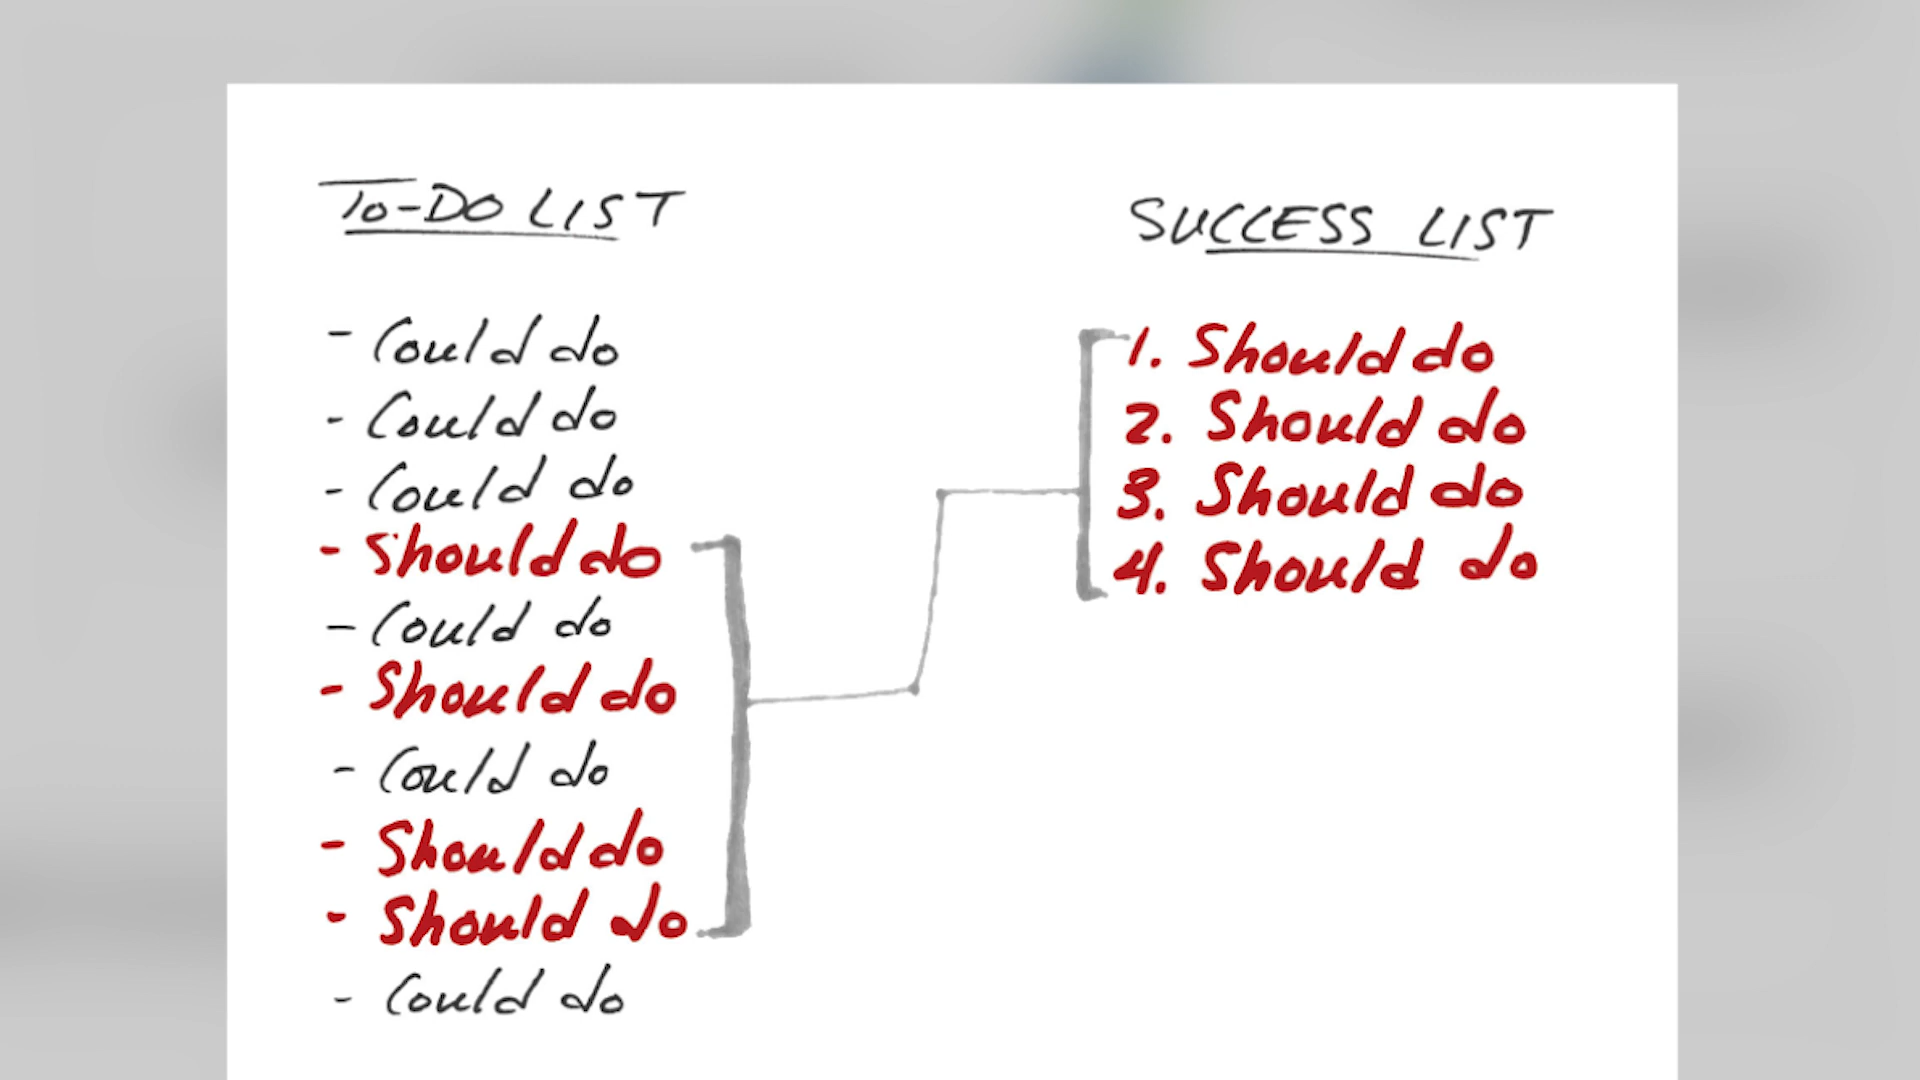 To-DO LIST
- Could do
- Could do
- Could do
- Should do
- Could do
- Should do
- Could do
- Should do
- Should do
- Could do
SUCCESS LIST
1. Should do
2. Should do
3. Should do
4. Should do